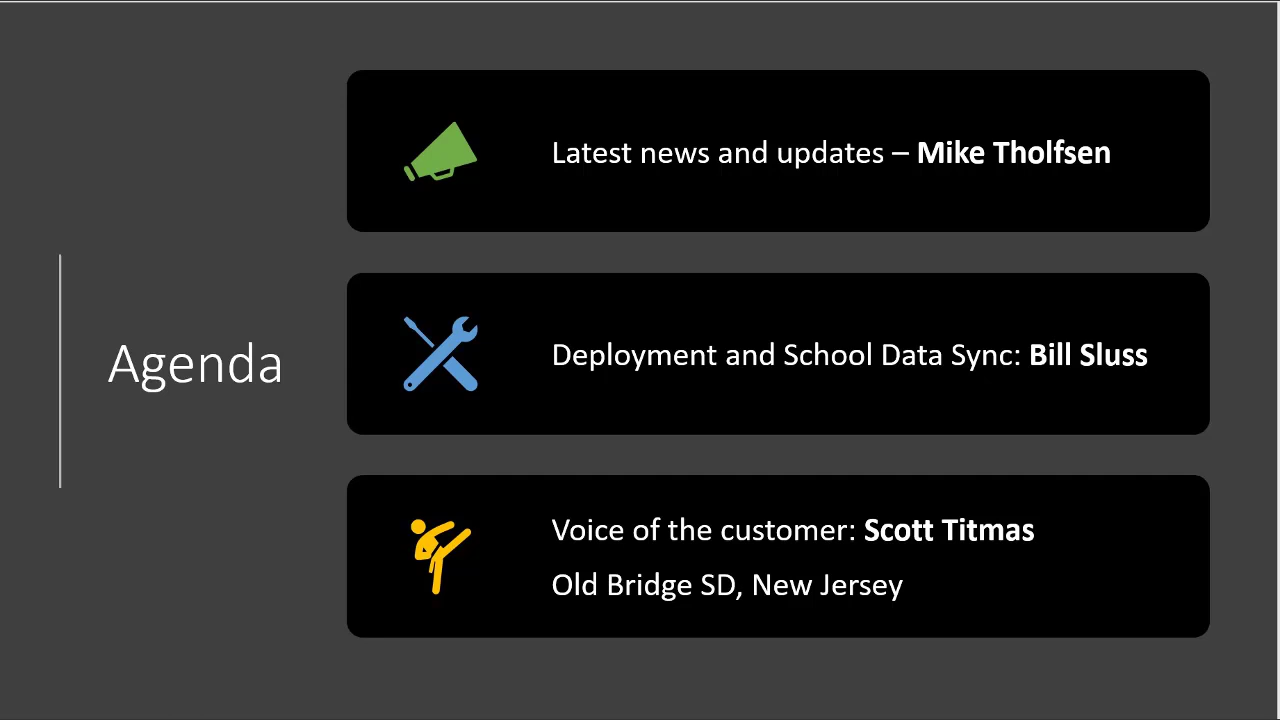 Agenda
Latest news and updates – Mike Tholfsen
Deployment and School Data Sync: Bill Sluss
Voice of the customer: Scott Titmas
Old Bridge SD, New Jersey